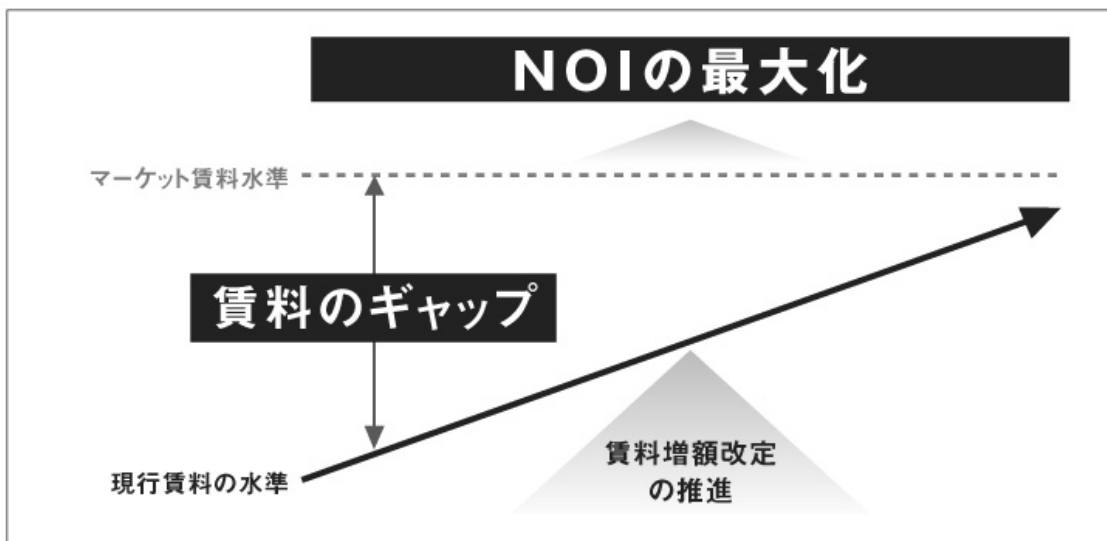 NOIの最大化
マーケット賃料水準
賃料のギャップ
賃料増額改定
の推進
現行賃料の水準